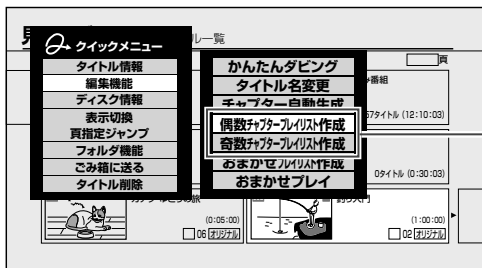 見
ル一覧
クイックメニュー
タイトル情報
編集機能
ディスク情報
表示切換
頁指定ジャンプ
フォルダ機能
ごみ箱に送る
タイトル削除
かんたんダビング
タイトル名変更
チャプター自動生成
偶数チャプタープレイリスト作成
奇数チャプタープレイリスト作成
おまかせプレイリスト作成
おまかせプレイ
頁
番組
57タイトル (12:10:03)
0タイトル (0:30:03)
(0:05:00)
06 オリジナル
釣り入門
(1:00:00)
02 オリジナル